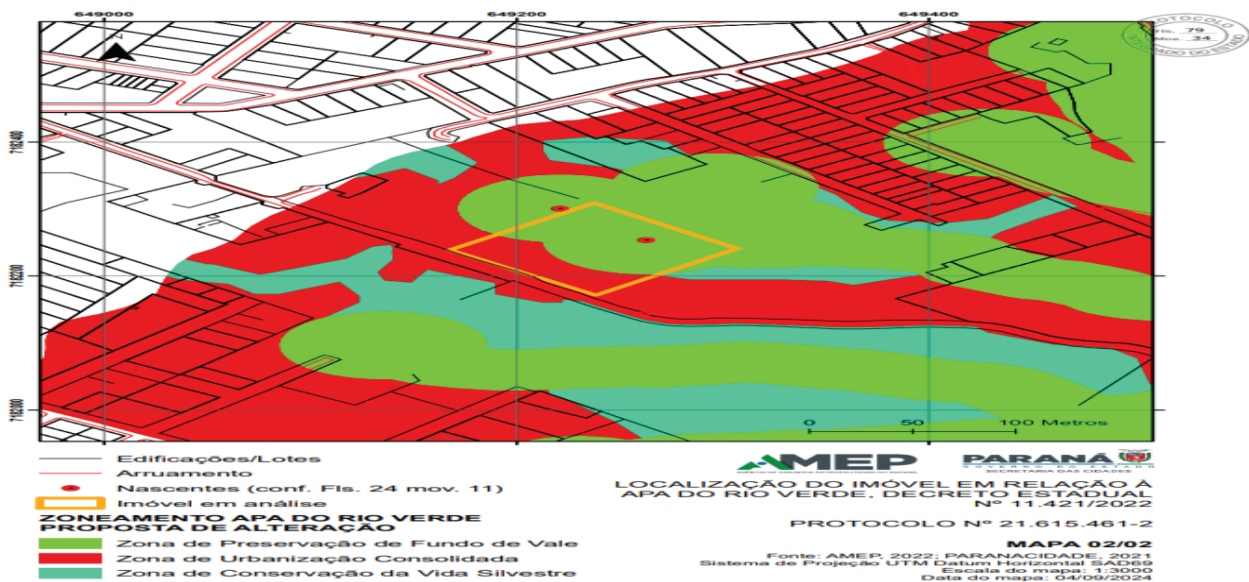 649000
649200
649400
PROTOCOLO
Fls. 79
Mov. 34
N
7182400
7182200
7182000
0 50 100 Metros
Edificações/Lotes
Arruamento
Nascentes (conf. Fls. 24 mov. 11)
Imóvel em análise
ZONEAMENTO APA DO RIO VERDE
PROPOSTA DE ALTERAÇÃO
Zona de Preservação de Fundo de Vale
Zona de Urbanização Consolidada
Zona de Conservação da Vida Silvestre
AMEP
PARANÁ
GOVERNO DO ESTADO
SECRETARIA DAS CIDADES
LOCALIZAÇÃO DO IMÓVEL EM RELAÇÃO À
APA DO RIO VERDE, DECRETO ESTADUAL
Nº 11.421/2022
PROTOCOLO Nº 21.615.461-2
MAPA 02/02
Fonte: AMEP, 2022; PARANACIDADE, 2021
Sistema de Projeção UTM Datum Horizontal SAD69
Escala do mapa: 1:3000
Data do mapa: 04/09/2024